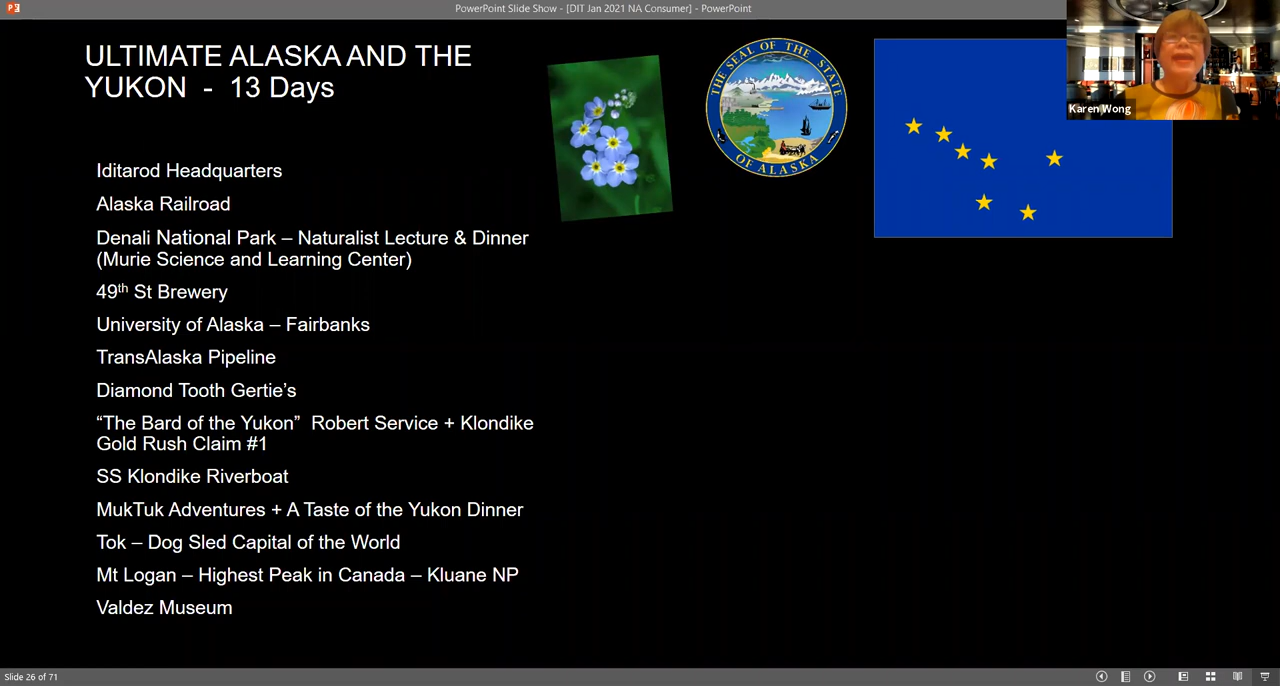 PowerPoint Slide Show - [DIT Jan 2021 NA Consumer] - PowerPoint
ULTIMATE ALASKA AND THE
YUKON - 13 Days
THE SEAL OF THE STATE
OF ALASKA
Karen Wong
Iditarod Headquarters
Alaska Railroad
Denali National Park – Naturalist Lecture & Dinner
(Murie Science and Learning Center)
49th St Brewery
University of Alaska – Fairbanks
TransAlaska Pipeline
Diamond Tooth Gertie’s
“The Bard of the Yukon” Robert Service + Klondike
Gold Rush Claim #1
SS Klondike Riverboat
MukTuk Adventures + A Taste of the Yukon Dinner
Tok – Dog Sled Capital of the World
Mt Logan – Highest Peak in Canada – Kluane NP
Valdez Museum
Slide 26 of 71